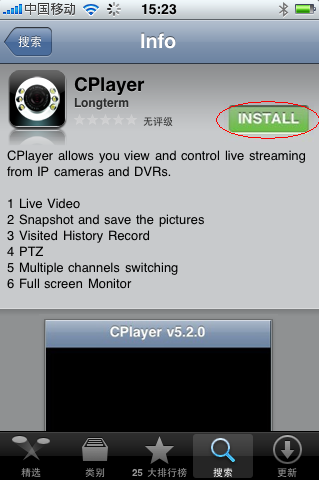 中国移动 15:23
搜索 Info
CPlayer
Longterm
无评级 INSTALL
CPlayer allows you view and control live streaming
from IP cameras and DVRs.
1 Live Video
2 Snapshot and save the pictures
3 Visited History Record
4 PTZ
5 Multiple channels switching
6 Full screen Monitor
CPlayer v5.2.0
精选 类别 25 大排行榜 搜索 更新